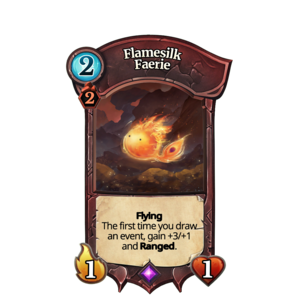 Flamesilk
Faerie
2
2
Flying
The first time you draw
an event, gain +3/+1
and Ranged.
1
1